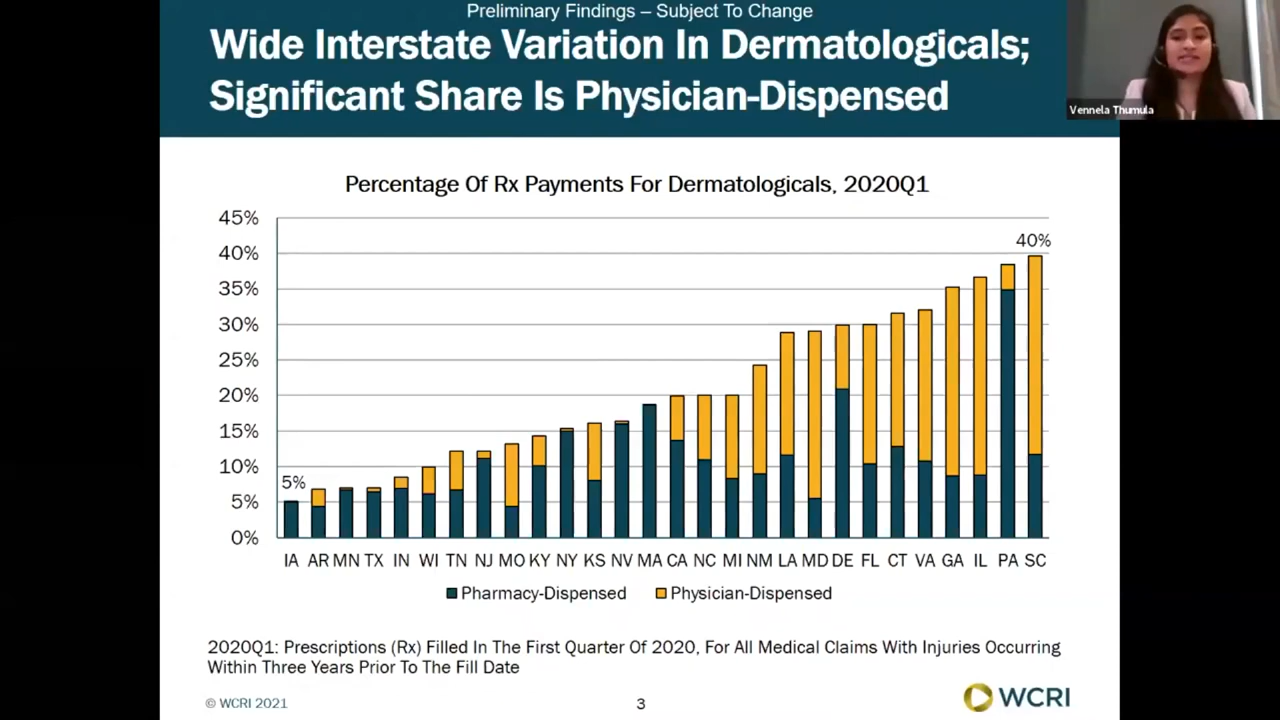 Preliminary Findings – Subject To Change
Wide Interstate Variation In Dermatologicals;
Significant Share Is Physician-Dispensed
Vennela Thumula
Percentage Of Rx Payments For Dermatologicals, 2020Q1
45%
40%
35%
30%
25%
20%
15%
10%
5%
0%
5%
40%
IA AR MN TX IN WI TN NJ MO KY NY KS NV MA CA NC MI NM LA MD DE FL CT VA GA IL PA SC
Pharmacy-Dispensed Physician-Dispensed
2020Q1: Prescriptions (Rx) Filled In The First Quarter Of 2020, For All Medical Claims With Injuries Occurring
Within Three Years Prior To The Fill Date
© WCRI 2021
3
WCRI